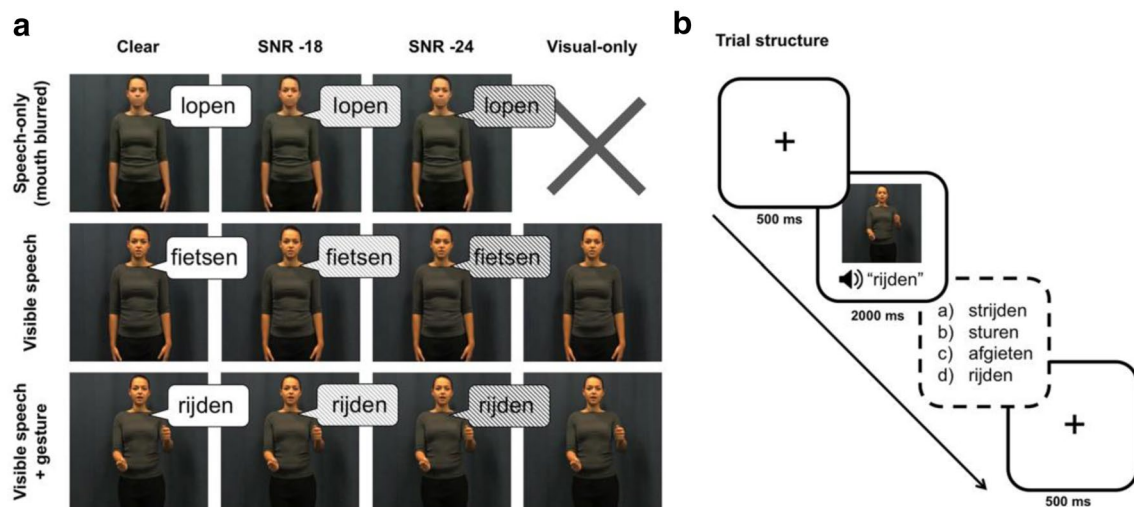 a
Clear
SNR -18
SNR -24
Visual-only
Speech-only
(mouth blurred)
lopen
lopen
lopen
Visible speech
fietsen
fietsen
fietsen
Visible speech
+ gesture
rijden
rijden
rijden
b
Trial structure
500 ms
"rijden"
2000 ms
a) strijden
b) sturen
c) afgieten
d) rijden
500 ms